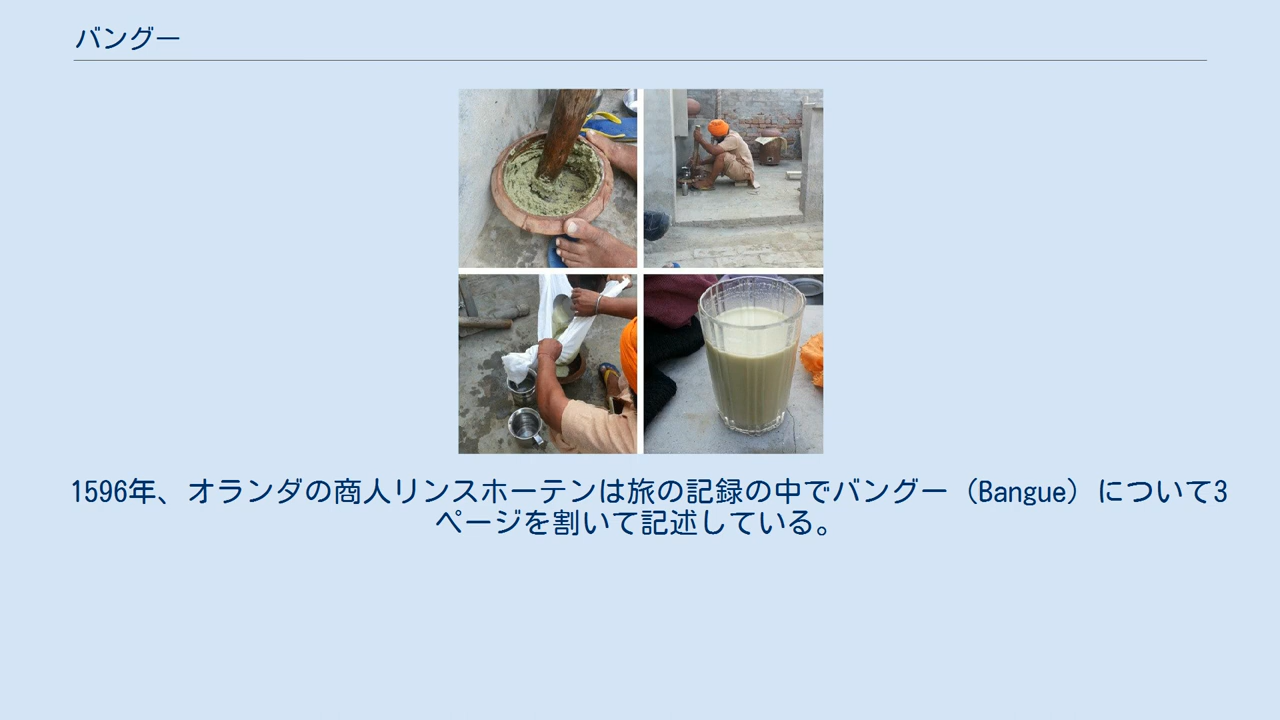 バングー
1596年、オランダの商人リンスホーテンは旅の記録の中でバングー（Bangue）について3
ページを割いて記述している。